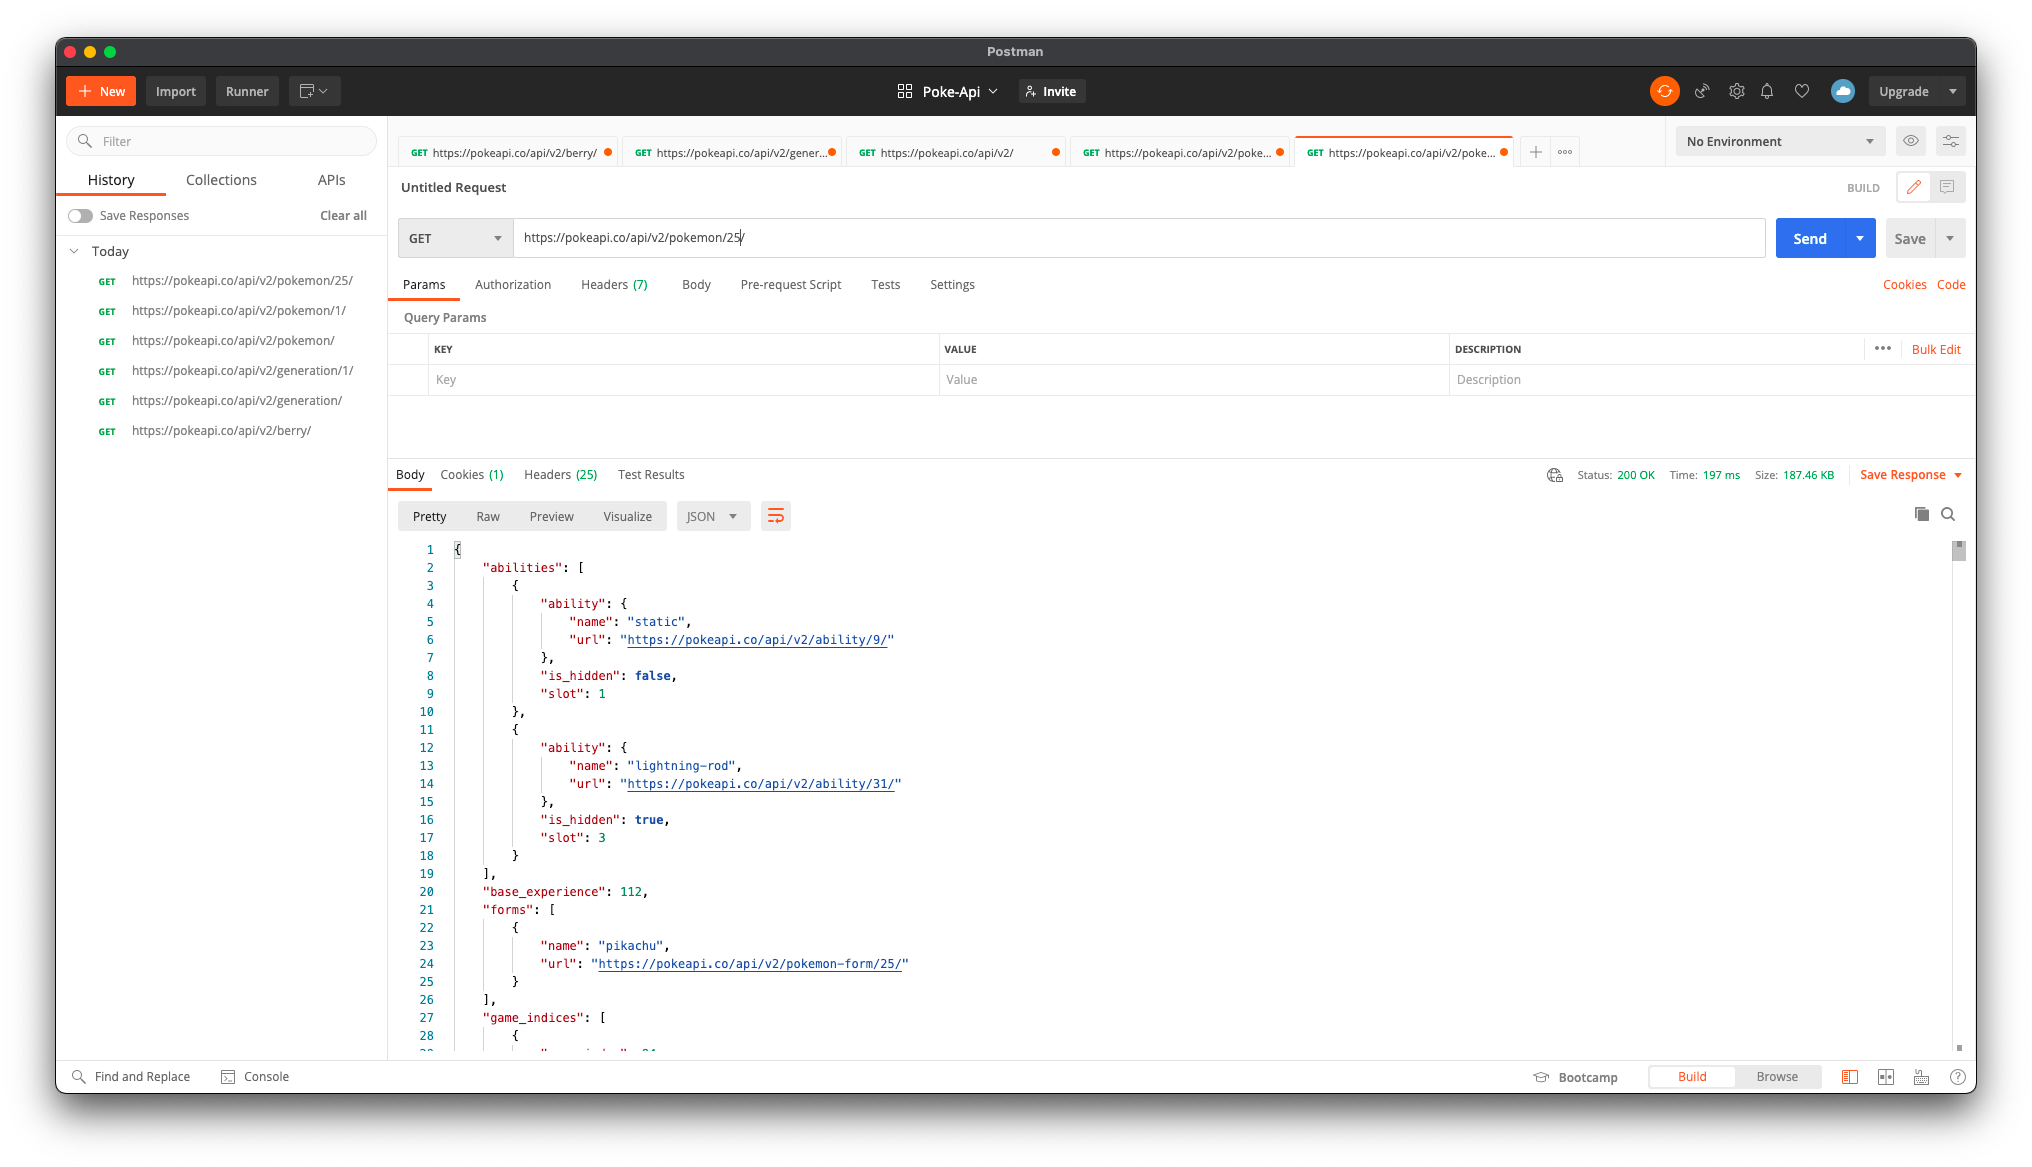 Postman
New Import Runner Poke-Api Invite Upgrade
Filter
History Collections APIs
Save Responses Clear all
Today
GET https://pokeapi.co/api/v2/pokemon/25/
GET https://pokeapi.co/api/v2/pokemon/1/
GET https://pokeapi.co/api/v2/pokemon/
GET https://pokeapi.co/api/v2/generation/1/
GET https://pokeapi.co/api/v2/generation/
GET https://pokeapi.co/api/v2/berry/
GET https://pokeapi.co/api/v2/berry/ GET https://pokeapi.co/api/v2/gener... GET https://pokeapi.co/api/v2/ GET https://pokeapi.co/api/v2/poke... GET https://pokeapi.co/api/v2/poke... No Environment
Untitled Request BUILD
GET https://pokeapi.co/api/v2/pokemon/25/ Send Save
Params Authorization Headers (7) Body Pre-request Script Tests Settings Cookies Code
Query Params
KEY VALUE DESCRIPTION Bulk Edit
Key Value Description
Body Cookies (1) Headers (25) Test Results Status: 200 OK Time: 197 ms Size: 187.46 KB Save Response
Pretty Raw Preview Visualize JSON
1 {
2 "abilities": [
3 {
4 "ability": {
5 "name": "static",
6 "url": "https://pokeapi.co/api/v2/ability/9/"
7 },
8 "is_hidden": false,
9 "slot": 1
10 },
11 {
12 "ability": {
13 "name": "lightning-rod",
14 "url": "https://pokeapi.co/api/v2/ability/31/"
15 },
16 "is_hidden": true,
17 "slot": 3
18 }
19 ],
20 "base_experience": 112,
21 "forms": [
22 {
23 "name": "pikachu",
24 "url": "https://pokeapi.co/api/v2/pokemon-form/25/"
25 }
26 ],
27 "game_indices": [
28 {
Find and Replace Console Bootcamp Build Browse